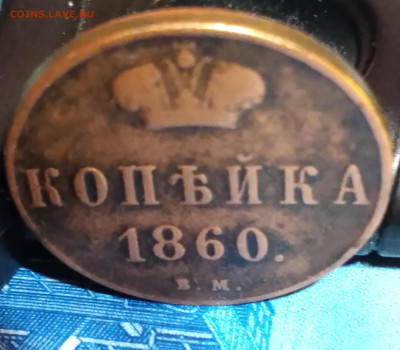 COINS.LAVE.RU
КОПѢЙКА
1860.
В. М.